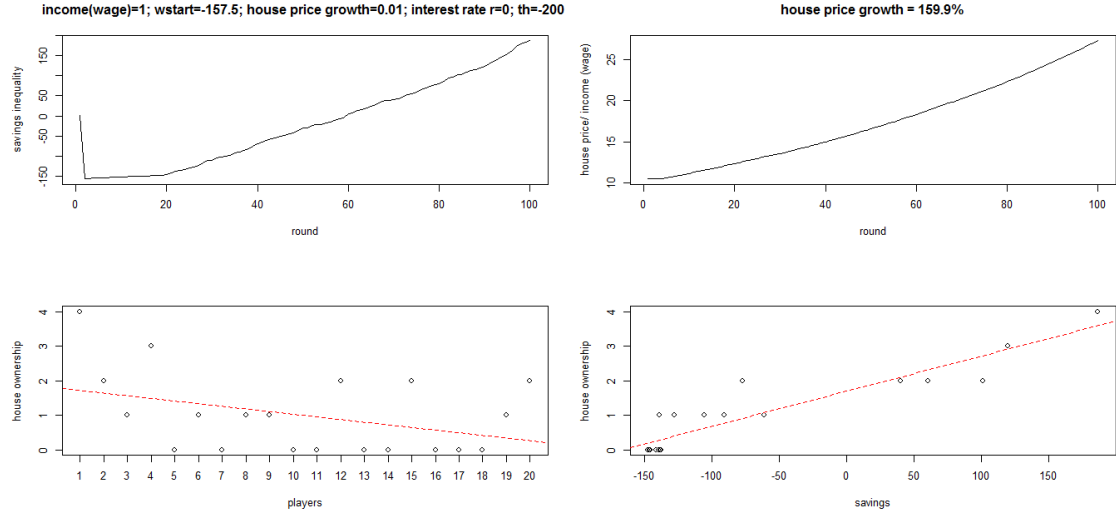 income(wage)=1; wstart=-157.5; house price growth=0.01; interest rate r=0; th=-200
savings inequality
150
50
0
-50
-150
0 20 40 60 80 100
round
house price growth = 159.9%
house price/ income (wage)
25
20
15
10
0 20 40 60 80 100
round
house ownership
4
3
2
1
0
1 2 3 4 5 6 7 8 9 10 11 12 13 14 15 16 17 18 19 20
players
house ownership
4
3
2
1
0
-150 -100 -50 0 50 100 150
savings